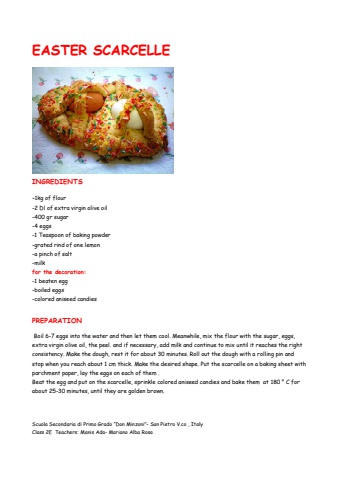 EASTER SCARCELLE
INGREDIENTS
-1kg of flour
-2 Dl of extra virgin olive oil
-400 gr sugar
-4 eggs
-1 Teaspoon of baking powder
-grated rind of one lemon
-a pinch of salt
-milk
for the decoration:
-1 beaten egg
-boiled eggs
-colored aniseed candies
PREPARATION
Boil 6-7 eggs into the water and then let them cool. Meanwhile, mix the flour with the sugar, eggs,
extra virgin olive oil, the peel. and if necessary, add milk and continue to mix until it reaches the right
consistency. Make the dough, rest it for about 30 minutes. Roll out the dough with a rolling pin and
stop when you reach about 1 cm thick. Make the desired shape. Put the scarcelle on a baking sheet with
parchment paper, lay the eggs on each of them .
Beat the egg and put on the scarcelle, sprinkle colored aniseed candies and bake them at 180 ° C for
about 25-30 minutes, until they are golden brown.
Scuola Secondaria di Primo Grado "Don Minzoni"- San Pietro V.co , Italy
Class 2E Teachers: Manis Ada- Mariano Alba Rosa